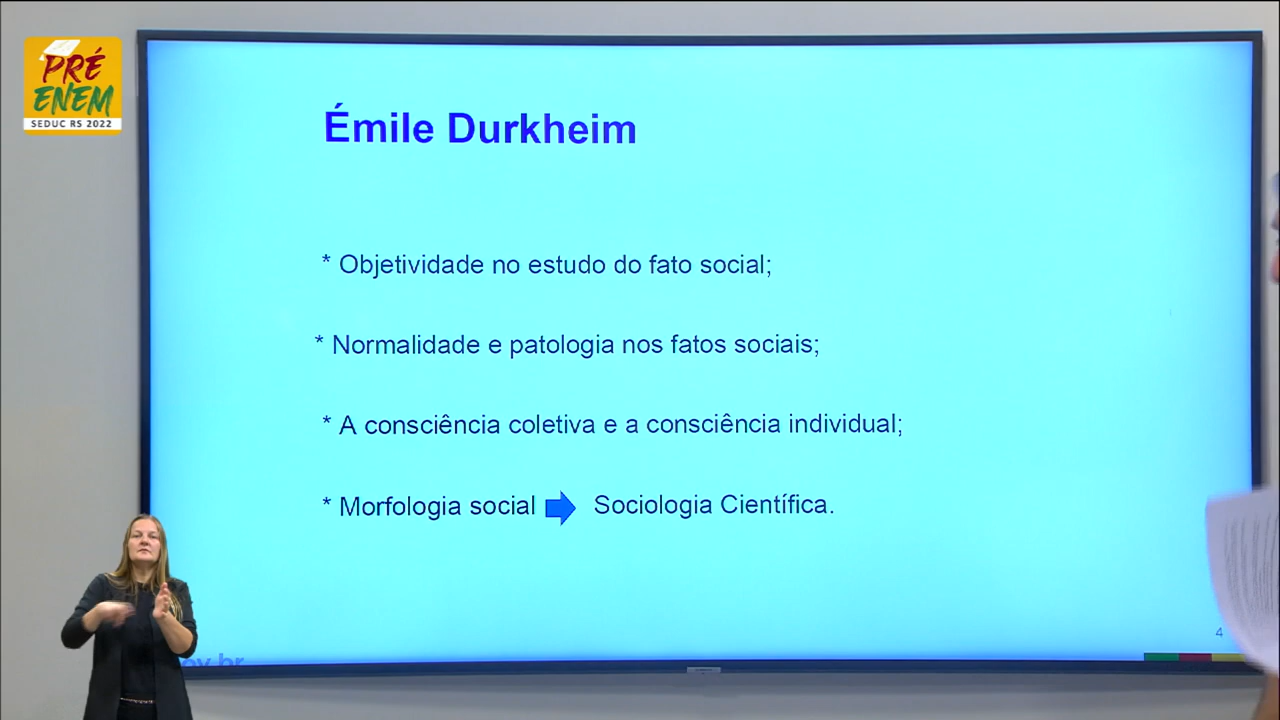 PRÉ
ENEM
SEDUC RS 2022
Émile Durkheim
* Objetividade no estudo do fato social;
* Normalidade e patologia nos fatos sociais;
* A consciência coletiva e a consciência individual;
* Morfologia social Sociologia Científica.
4